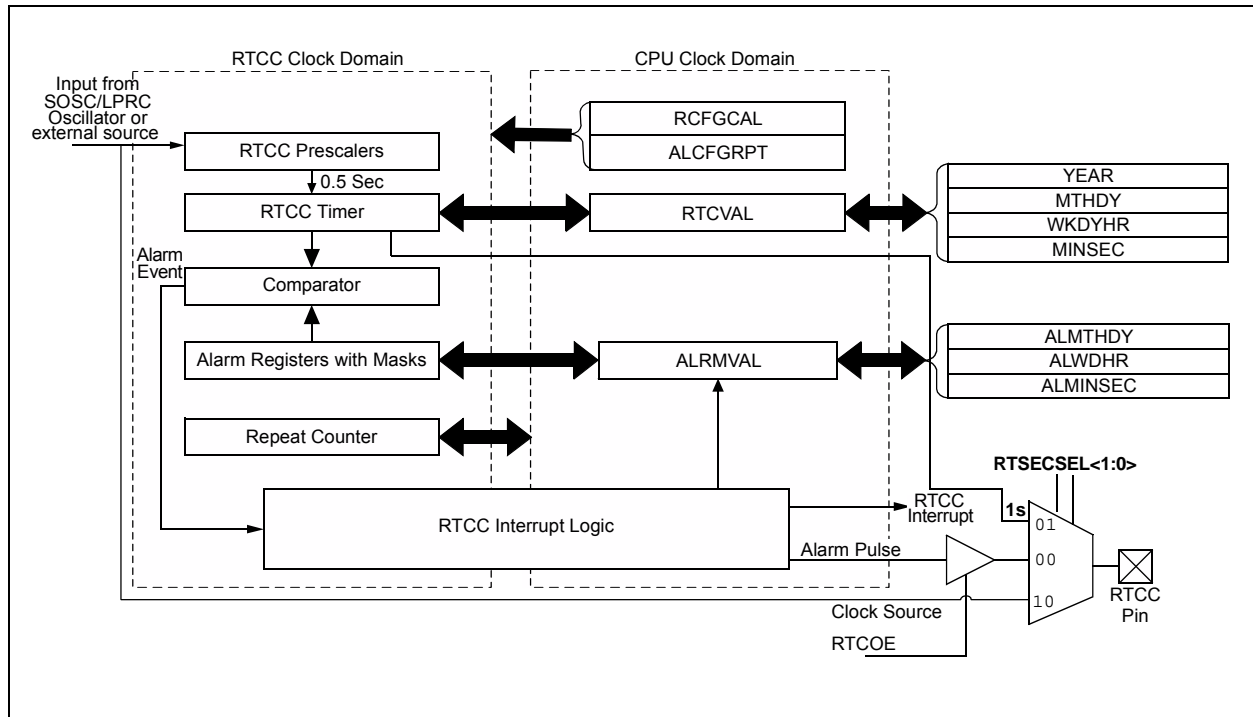 RTCC Clock Domain
CPU Clock Domain
Input from
SOSC/LPRC
Oscillator or
external source
RCFGCAL
ALCFGRPT
RTCC Prescalers
0.5 Sec
YEAR
MTHDY
WKDYHR
MINSEC
RTCC Timer
RTCVAL
Alarm
Event
Comparator
ALMTHDY
ALWDHR
ALMINSEC
Alarm Registers with Masks
ALRMVAL
Repeat Counter
RTSECSEL<1:0>
RTCC Interrupt Logic
RTCC
Interrupt
1s
01
Alarm Pulse
00
10
Clock Source
RTCC
Pin
RTCOE